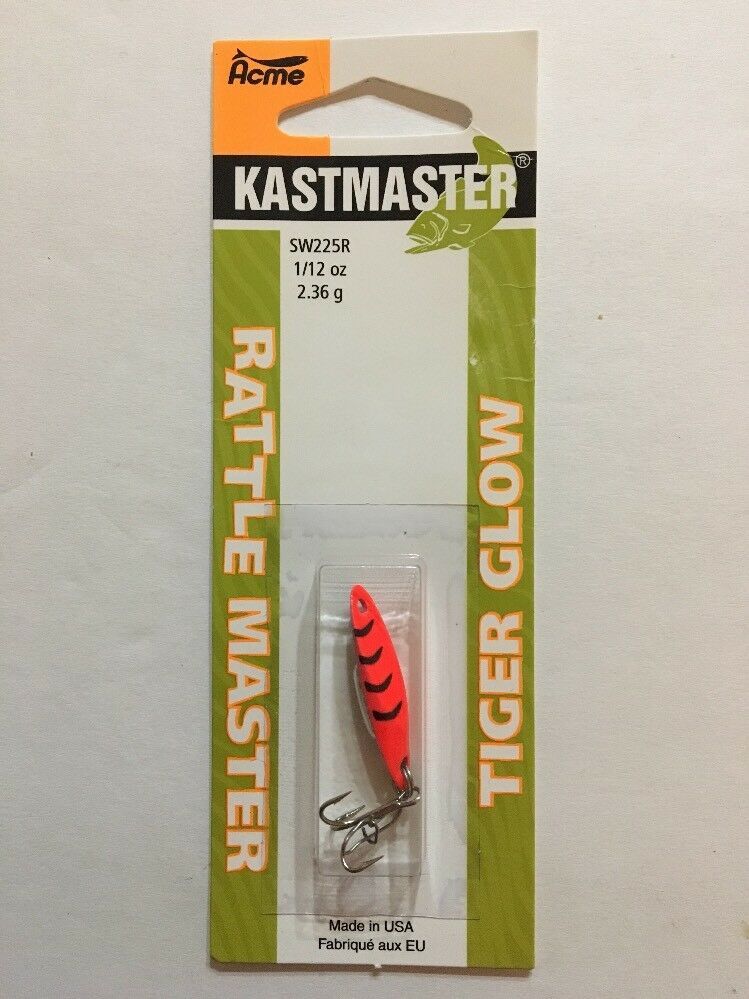 Acme
KASTMASTER®
SW225R
1/12 oz
2.36 g
RATTLE MASTER
TIGER GLOW
Made in USA
Fabriqué aux EU